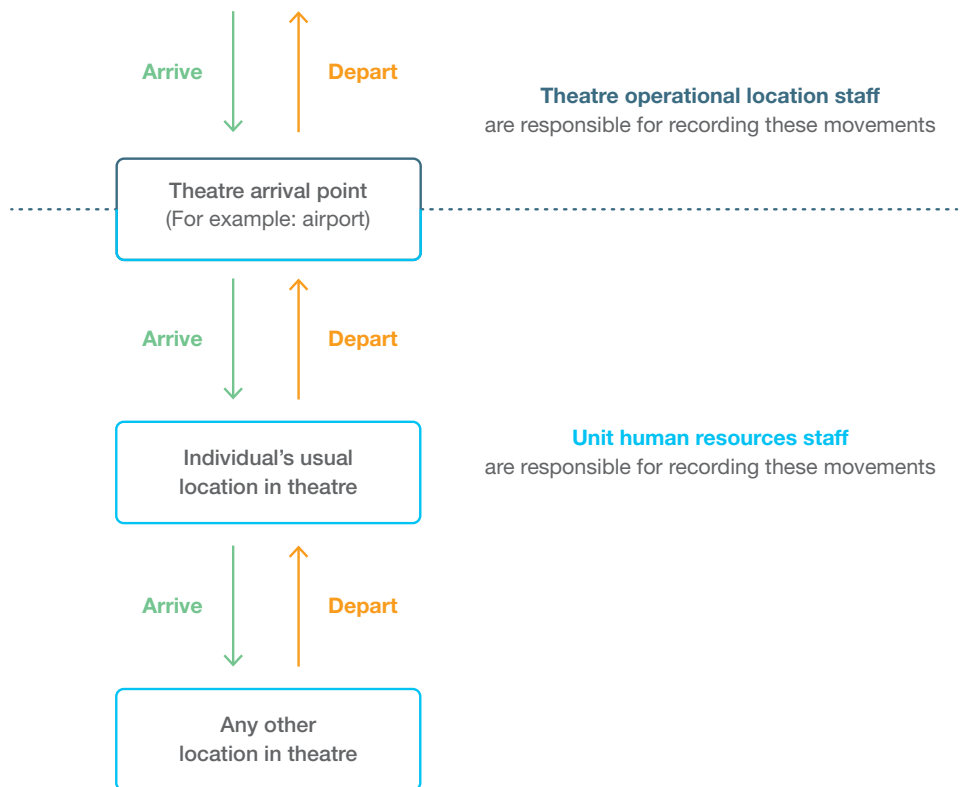 Arrive
Depart
Theatre operational location staff
are responsible for recording these movements
Theatre arrival point
(For example: airport)
Arrive
Depart
Individual’s usual
location in theatre
Unit human resources staff
are responsible for recording these movements
Arrive
Depart
Any other
location in theatre